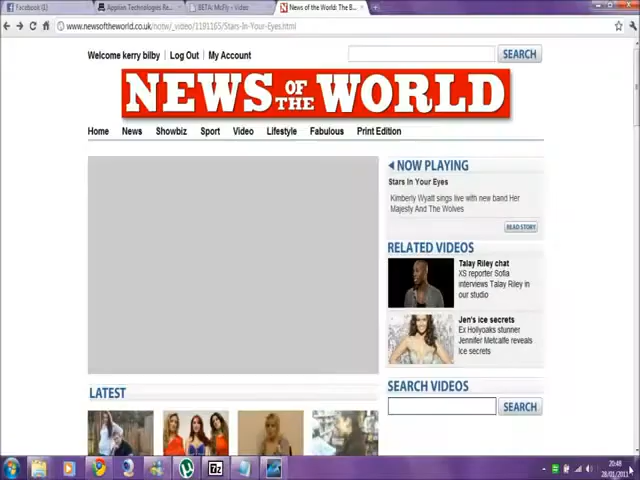 Facebook (1)
Applian Technologies Re...
BETA: McFly - Video
News of the World: The B...
www.newsoftheworld.co.uk/notw/_video/1191165/Stars-In-Your-Eyes.html
Welcome kerry bilby | Log Out | My Account
SEARCH
NEWS OF THE WORLD
Home News Showbiz Sport Video Lifestyle Fabulous Print Edition
NOW PLAYING
Stars In Your Eyes
Kimberly Wyatt sings live with new band Her
Majesty And The Wolves
READ STORY
RELATED VIDEOS
Talay Riley chat
XS reporter Sofia
interviews Talay Riley in
our studio
Jen's ice secrets
Ex Hollyoaks stunner
Jennifer Metcalfe reveals
ice secrets
SEARCH VIDEOS
SEARCH
LATEST
7z
20:48
28/01/2011